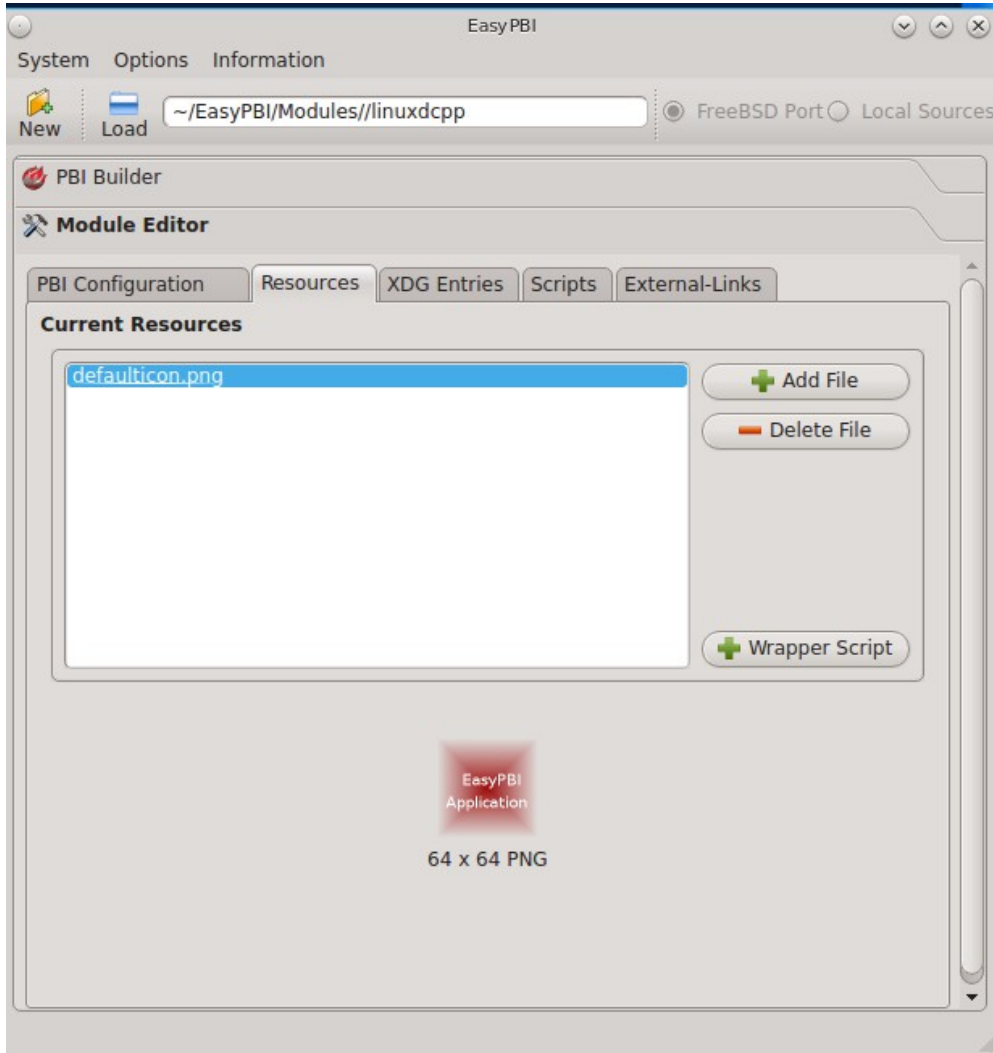 EasyPBI
System Options Information
New Load ~/EasyPBI/Modules//linuxdcpp FreeBSD Port Local Sources
PBI Builder
Module Editor
PBI Configuration Resources XDG Entries Scripts External-Links
Current Resources
defaulticon.png
Add File
Delete File
Wrapper Script
EasyPBI
Application
64 x 64 PNG